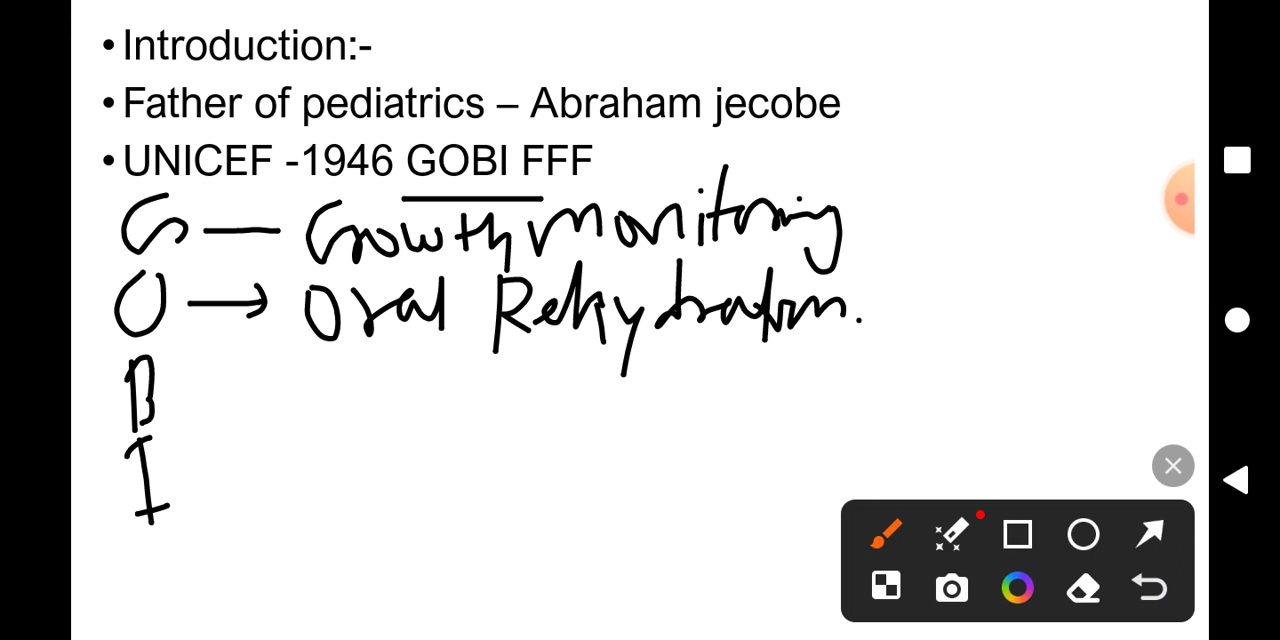 • Introduction:-
• Father of pediatrics – Abraham jecobe
• UNICEF -1946 GOBI FFF
G — Growth monitoring
O → Oral Rehydration.
B
I